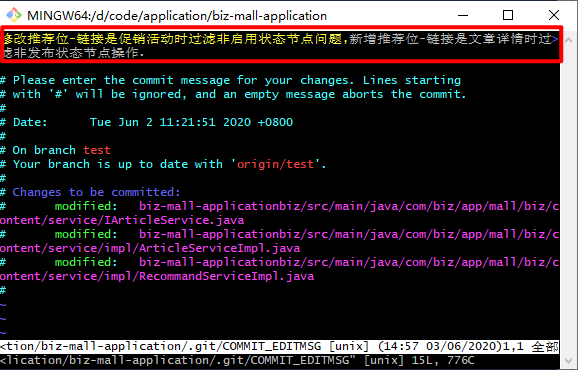 MINGW64:/d/code/application/biz-mall-application
修改推荐位-链接是促销活动时过滤非启用状态节点问题,新增推荐位-链接是文章详情时过>
滤非发布状态节点操作.
# Please enter the commit message for your changes. Lines starting
# with '#' will be ignored, and an empty message aborts the commit.
#
# Date:      Tue Jun 2 11:21:51 2020 +0800
#
# On branch test
# Your branch is up to date with 'origin/test'.
#
# Changes to be committed:
#       modified:   biz-mall-applicationbiz/src/main/java/com/biz/app/mall/biz/c
ontent/service/IArticleService.java
#       modified:   biz-mall-applicationbiz/src/main/java/com/biz/app/mall/biz/c
ontent/service/impl/ArticleServiceImpl.java
#       modified:   biz-mall-applicationbiz/src/main/java/com/biz/app/mall/biz/c
ontent/service/impl/RecommandServiceImpl.java
#
~
~
~
<tion/biz-mall-application/.git/COMMIT_EDITMSG [unix] (14:57 03/06/2020)1,1 全部
<lication/biz-mall-application/.git/COMMIT_EDITMSG" [unix] 15L, 776C